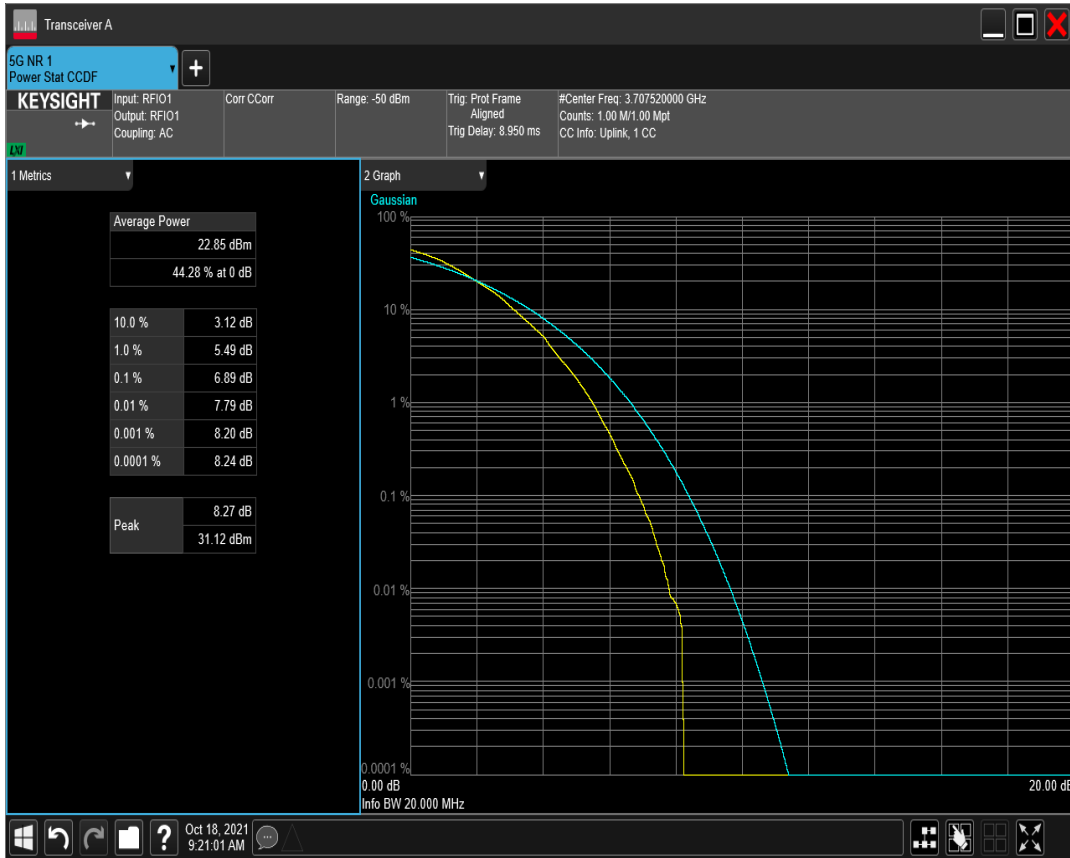 Transceiver A
5G NR 1
Power Stat CCDF
KEYSIGHT
LXI
Input: RFIO1
Output: RFIO1
Coupling: AC
Corr CCorr
Range: -50 dBm
Trig: Prot Frame
Aligned
Trig Delay: 8.950 ms
#Center Freq: 3.707520000 GHz
Counts: 1.00 M/1.00 Mpt
CC Info: Uplink, 1 CC
1 Metrics
Average Power
22.85 dBm
44.28 % at 0 dB
10.0 % 3.12 dB
1.0 % 5.49 dB
0.1 % 6.89 dB
0.01 % 7.79 dB
0.001 % 8.20 dB
0.0001 % 8.24 dB
Peak
8.27 dB
31.12 dBm
2 Graph
Gaussian
100 %
10 %
1 %
0.1 %
0.01 %
0.001 %
0.0001 %
0.00 dB 20.00 dB
Info BW 20.000 MHz
?
Oct 18, 2021
9:21:01 AM